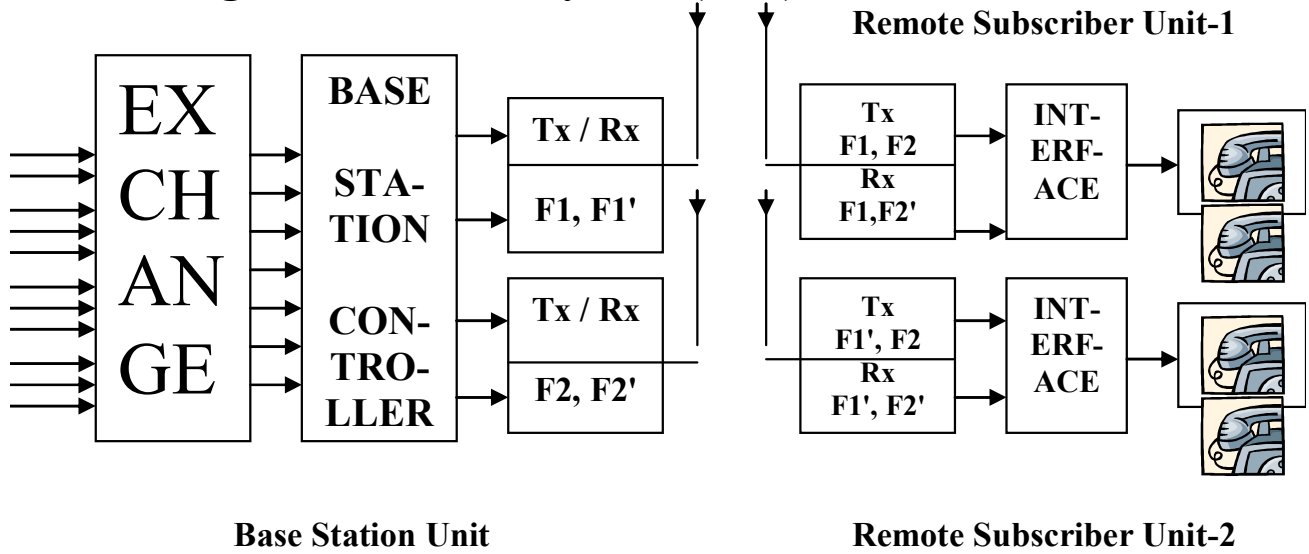 Remote Subscriber Unit-1
EX
CH
AN
GE
BASE
STA-
TION
CON-
TRO-
LLER
Tx / Rx
F1, F1'
Tx / Rx
F2, F2'
Tx
F1, F2
Rx
F1,F2'
INT-
ERF-
ACE
Tx
F1', F2
Rx
F1', F2'
INT-
ERF-
ACE
Base Station Unit
Remote Subscriber Unit-2